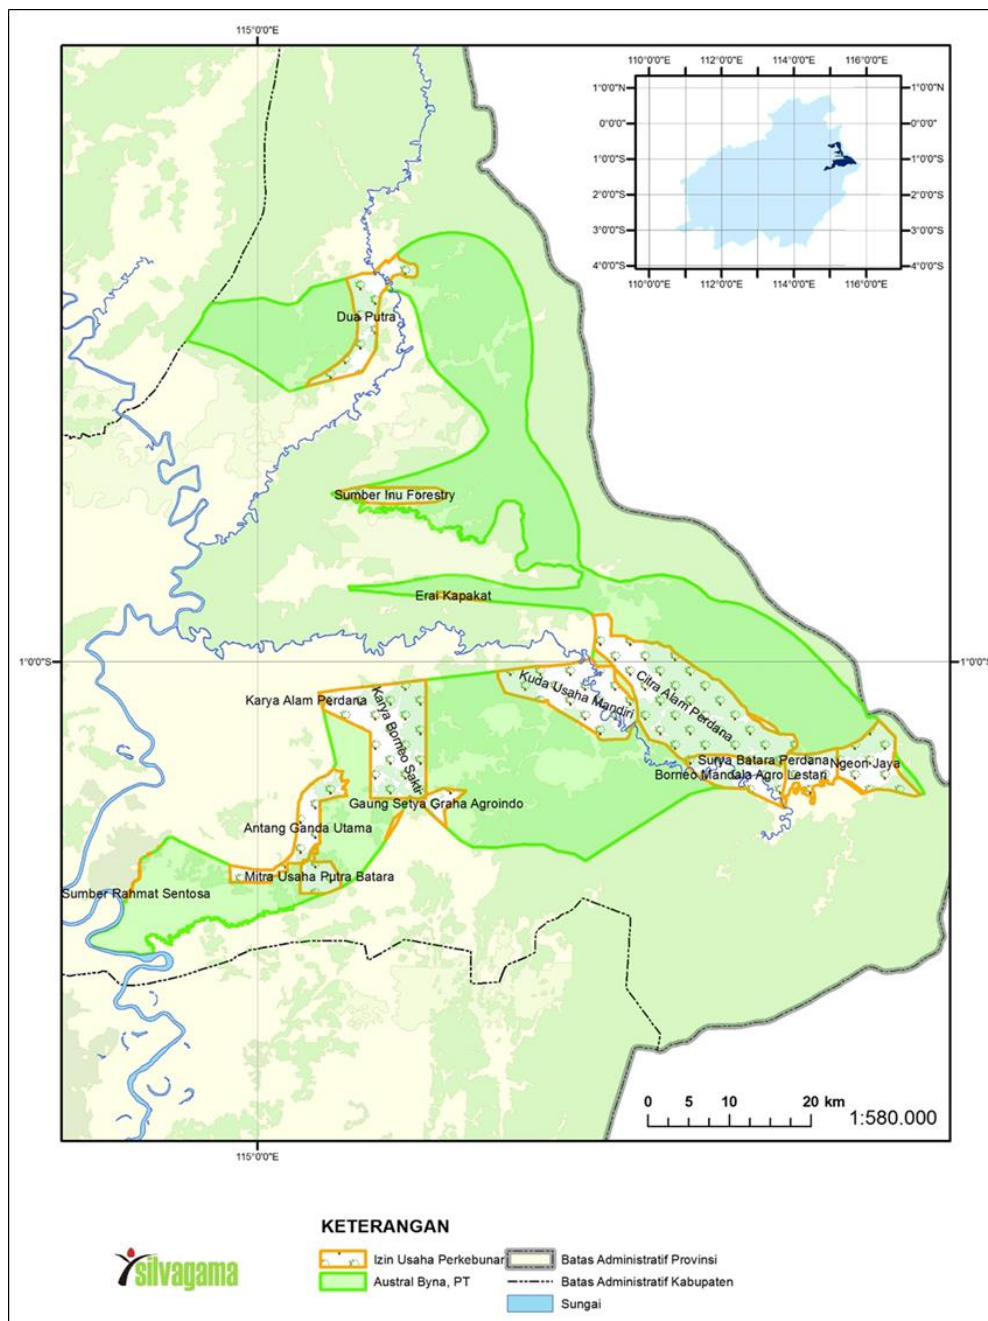 115°0'0"E
110°0'0"E 112°0'0"E 114°0'0"E 116°0'0"E
1°0'0"N 1°0'0"N
0°0'0" 0°0'0"
1°0'0"S 1°0'0"S
2°0'0"S 2°0'0"S
3°0'0"S 3°0'0"S
4°0'0"S 4°0'0"S
110°0'0"E 112°0'0"E 114°0'0"E 116°0'0"E
Dua Putra
Sumber Inu Forestry
Erai Kapakat
1°0'0"S 1°0'0"S
Kuda Usaha Mandiri
Citra Alam Perdana
Karya Alam Perdana
Karya Borneo Sakti
Surya Batara Perdana
Ngeon Jaya
Borneo Mandala Agro Lestari
Gaung Setya Graha Agroindo
Antang Ganda Utama
Mitra Usaha Putra Batara
Sumber Rahmat Sentosa
0 5 10 20 km
1:580.000
115°0'0"E
KETERANGAN
Izin Usaha Perkebunan
Batas Administratif Provinsi
Austral Byna, PT
Batas Administratif Kabupaten
Sungai
silvagama